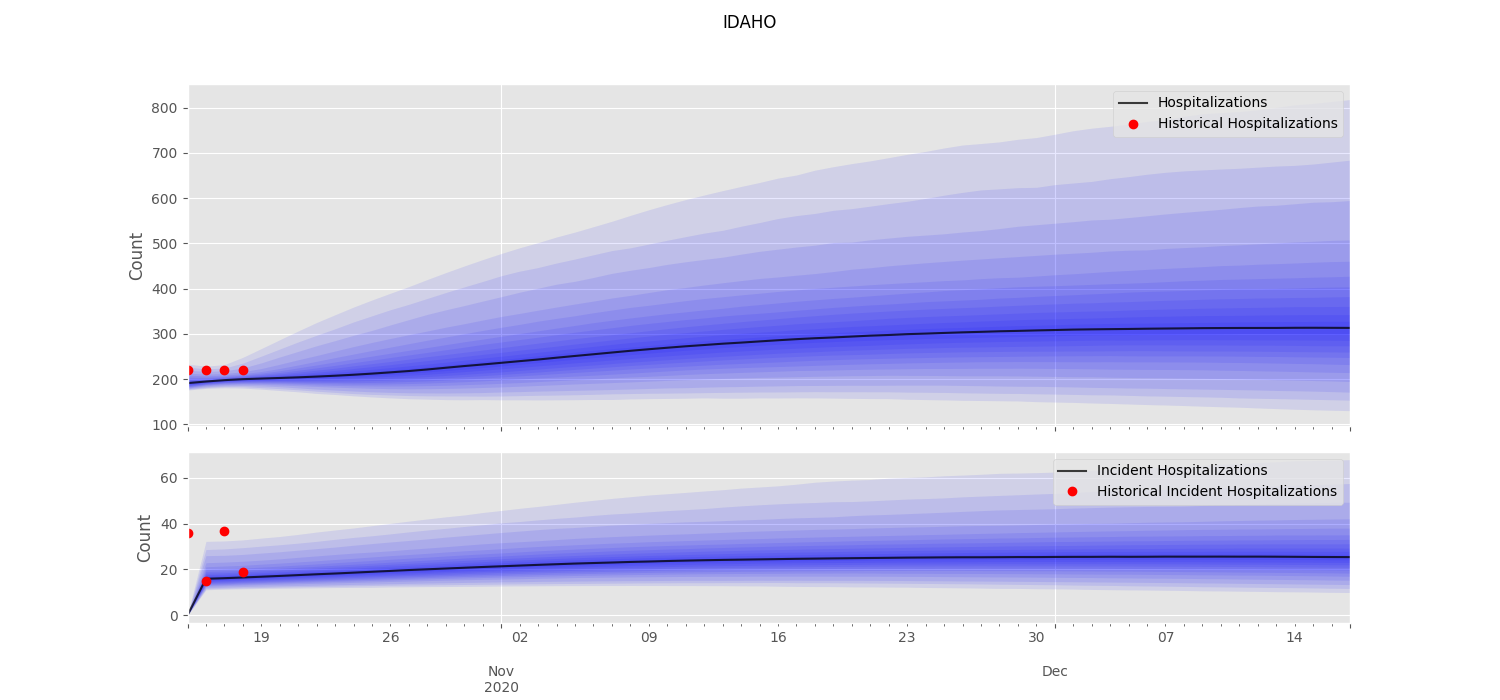 IDAHO
Hospitalizations
Historical Hospitalizations
Count
800
700
600
500
400
300
200
100
Incident Hospitalizations
Historical Incident Hospitalizations
Count
60
40
20
0
19 26 02 09 16 23 30 07 14
Nov Dec
2020